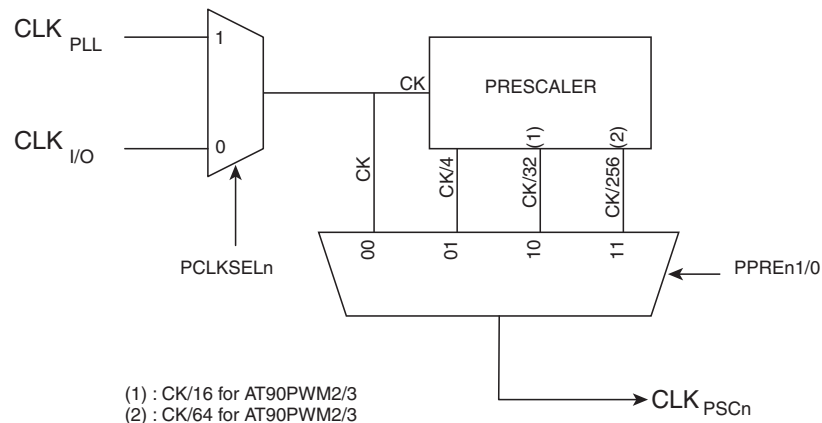 CLK PLL
1
CK
PRESCALER
CLK I/O
0
CK
CK/4
CK/32 (1)
CK/256 (2)
00
01
10
11
PCLKSELn
PPREn1/0
(1) : CK/16 for AT90PWM2/3
(2) : CK/64 for AT90PWM2/3
CLK PSCn